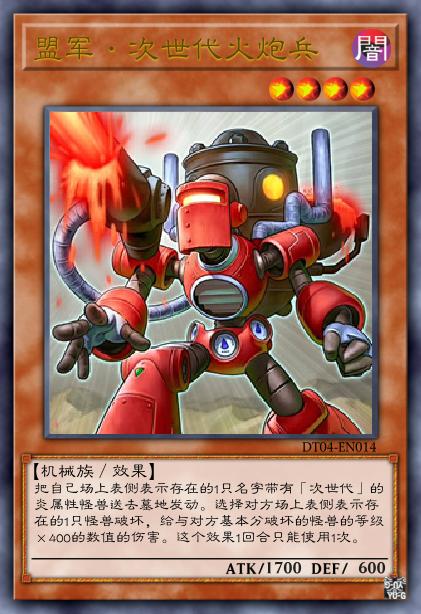 盟军·次世代火炮兵
闇
DT04-EN014
【机械族／效果】
把自己场上表侧表示存在的1只名字带有「次世代」的
炎属性怪兽送去墓地发动。选择对方场上表侧表示存
在的1只怪兽破坏，给与对方基本分破坏的怪兽的等级
×400的数值的伤害。这个效果1回合只能使用1次。
ATK/1700 DEF/ 600